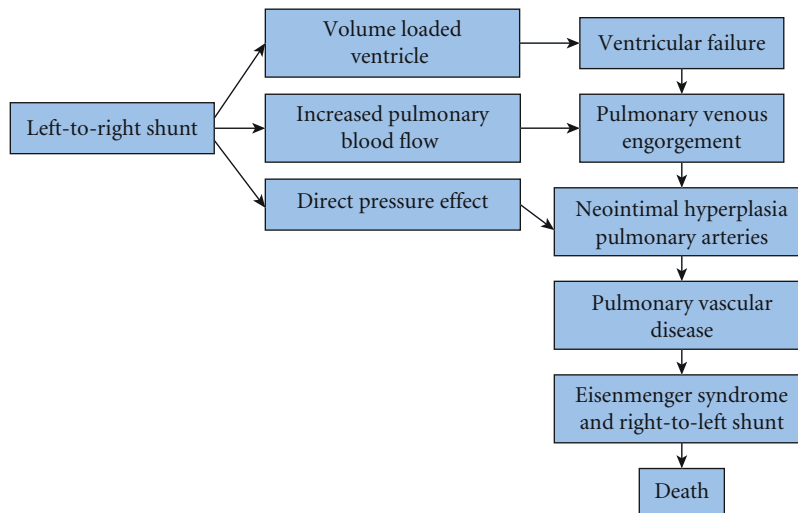 Volume loaded
ventricle
Ventricular failure
Left-to-right shunt
Increased pulmonary
blood flow
Pulmonary venous
engorgement
Direct pressure effect
Neointimal hyperplasia
pulmonary arteries
Pulmonary vascular
disease
Eisenmenger syndrome
and right-to-left shunt
Death